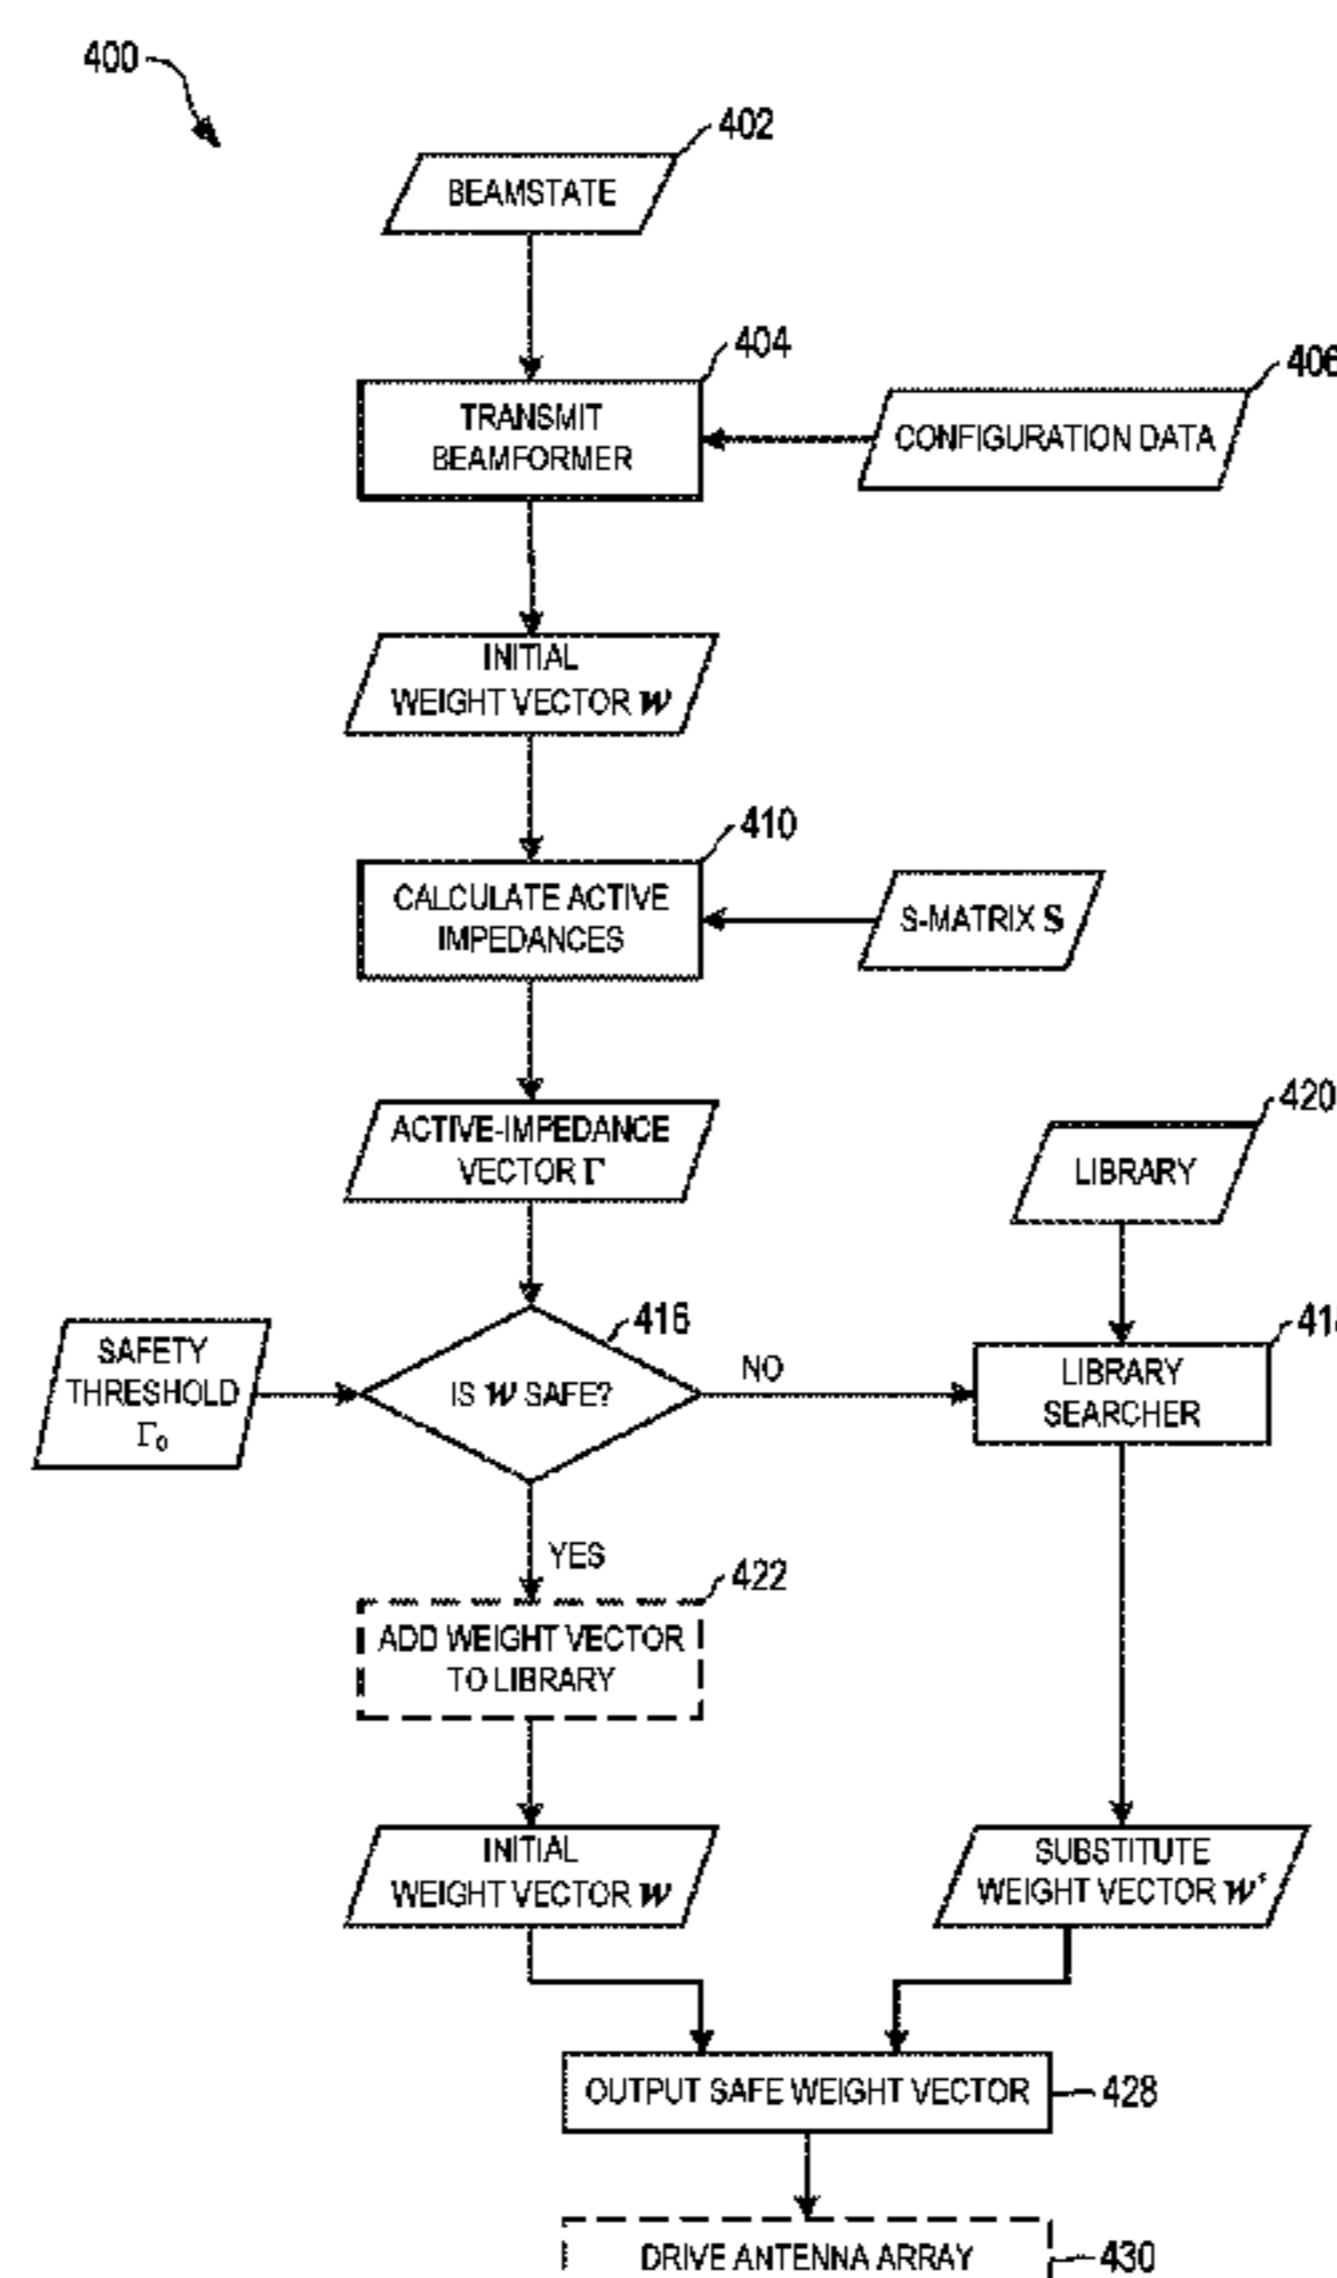 400
402
BEAMSTATE
404
TRANSMIT
BEAMFORMER
406
CONFIGURATION DATA
INITIAL
WEIGHT VECTOR w
410
CALCULATE ACTIVE
IMPEDANCES
S-MATRIX S
ACTIVE-IMPEDANCE
VECTOR Γ
420
LIBRARY
SAFETY
THRESHOLD
Γ₀
416
IS w SAFE?
NO
LIBRARY
SEARCHER
YES
422
ADD WEIGHT VECTOR
TO LIBRARY
INITIAL
WEIGHT VECTOR w
SUBSTITUTE
WEIGHT VECTOR w'
OUTPUT SAFE WEIGHT VECTOR
428
DRIVE ANTENNA ARRAY
430